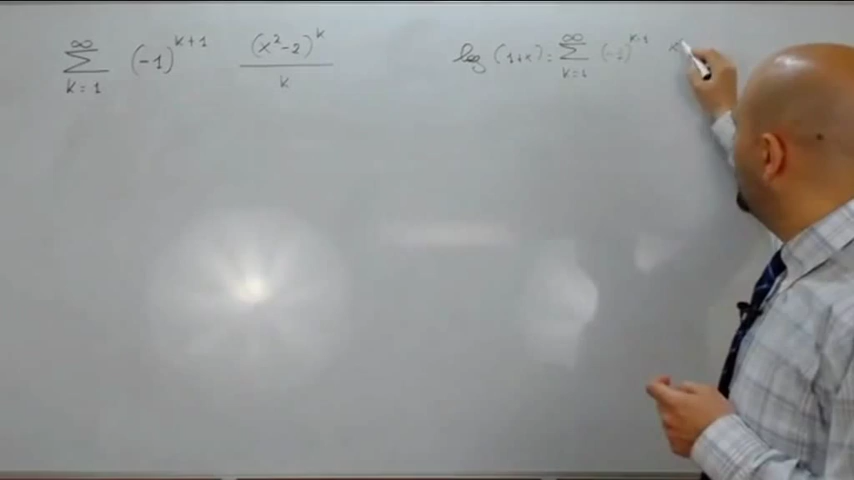 ∞ ∑ k=1 (-1)^{k+1} (x²-2)^k / k
log (1+x) = ∞ ∑ k=1 (-1)^{k+1} x